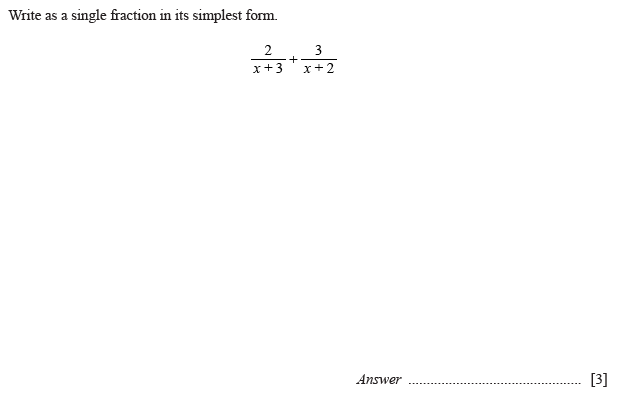 Write as a single fraction in its simplest form.
2/(x + 3) + 3/(x + 2)
Answer ............................................... [3]